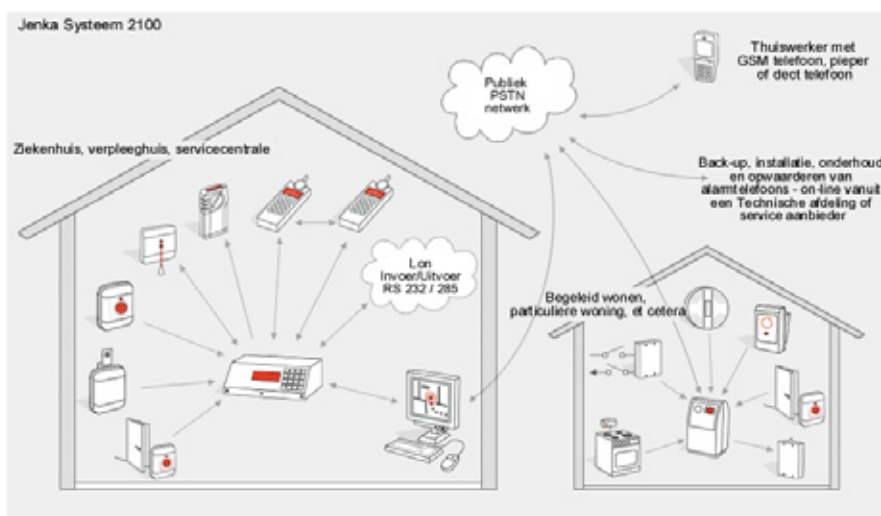 Jenka Systeem 2100
Thuiswerker met
GSM telefoon, pieper
of dect telefoon
Publiek
PSTN
netwerk
Ziekenhuis, verpleeghuis, servicecentrale
Back-up, installatie, onderhoud
en opwaarderen van
alarmtelefoons - on-line vanuit
een Technische afdeling of
service aanbieder
Lon
Invoer/Uitvoer
RS 232 / 285
Begeleid wonen,
particuliere woning, et cetera